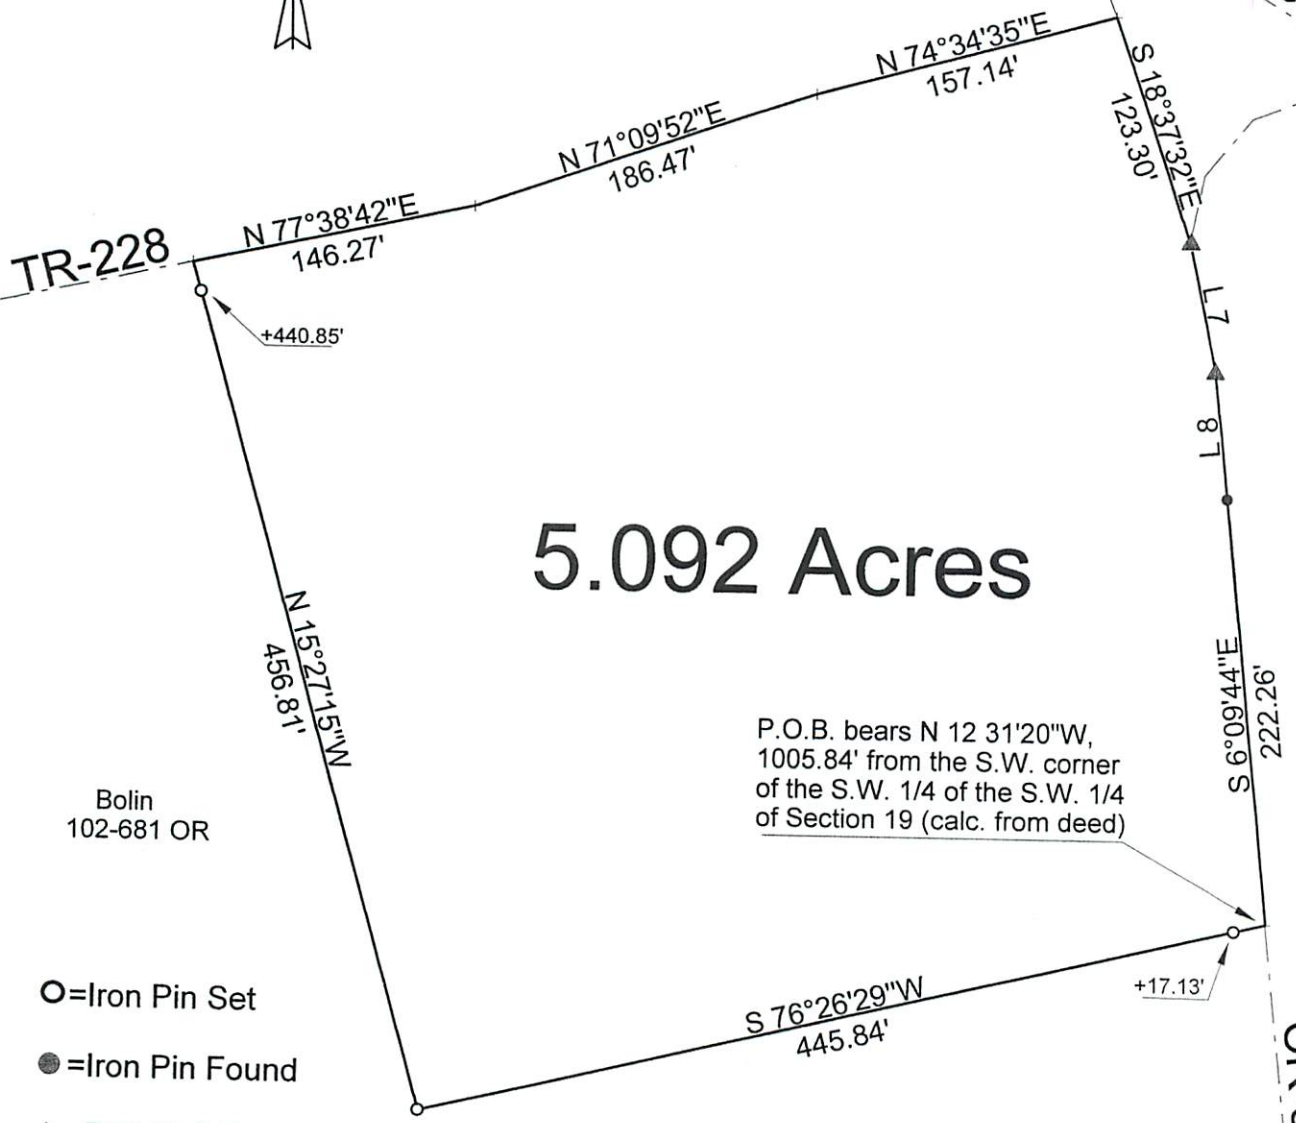 N 74°34'35"E
157.14'
S 18°37'32"E
123.30'
N 71°09'52"E
186.47'
N 77°38'42"E
146.27'
TR-228
+440.85'
L 7
L 8
5.092 Acres
N 15°27'15"W
456.81'
S 6°09'44"E
222.26'
P.O.B. bears N 12 31'20"W,
1005.84' from the S.W. corner
of the S.W. 1/4 of the S.W. 1/4
of Section 19 (calc. from deed)
Bolin
102-681 OR
+17.13'
S 76°26'29"W
445.84'
O=Iron Pin Set
=Iron Pin Found